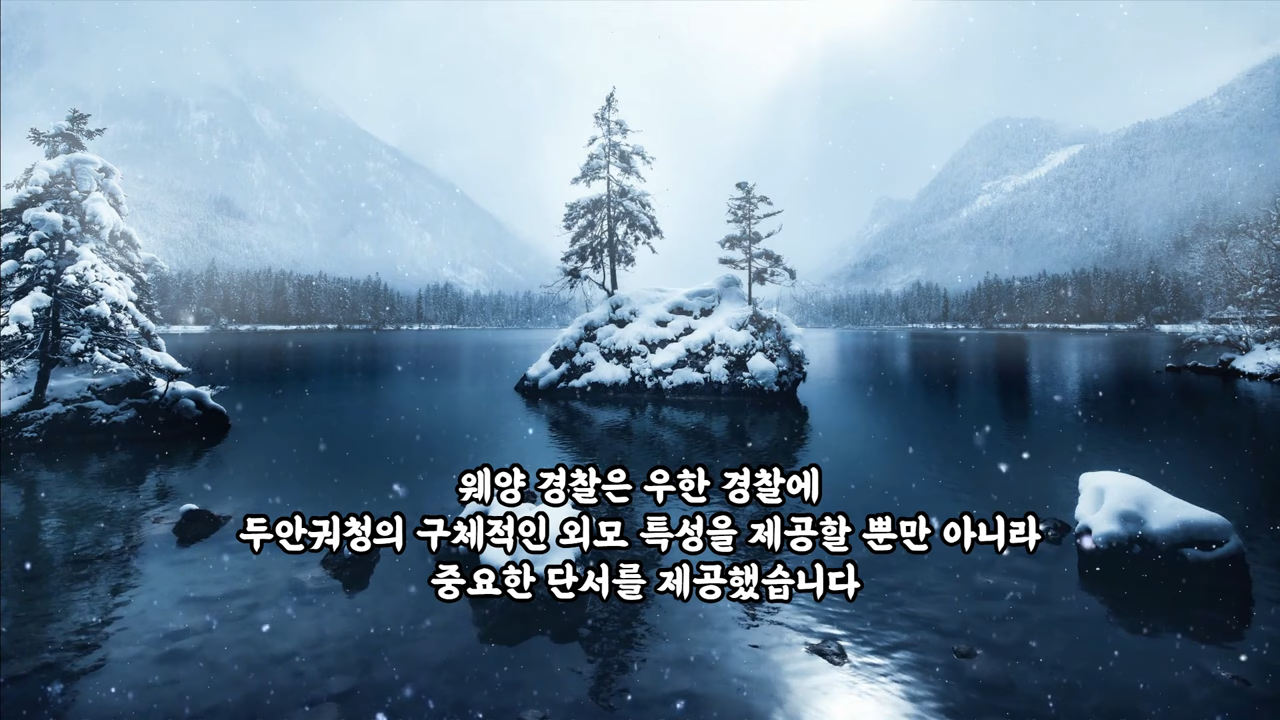 웨양 경찰은 우한 경찰에
두안궈청의 구체적인 외모 특성을 제공할 뿐만 아니라
중요한 단서를 제공했습니다